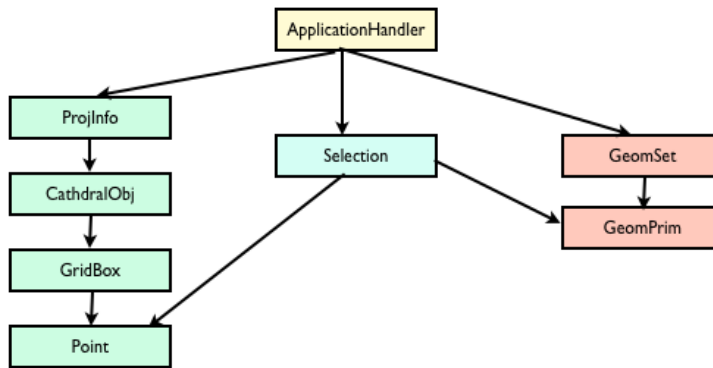 ApplicationHandler
ProjInfo
Selection
GeomSet
CathdralObj
GeomPrim
GridBox
Point